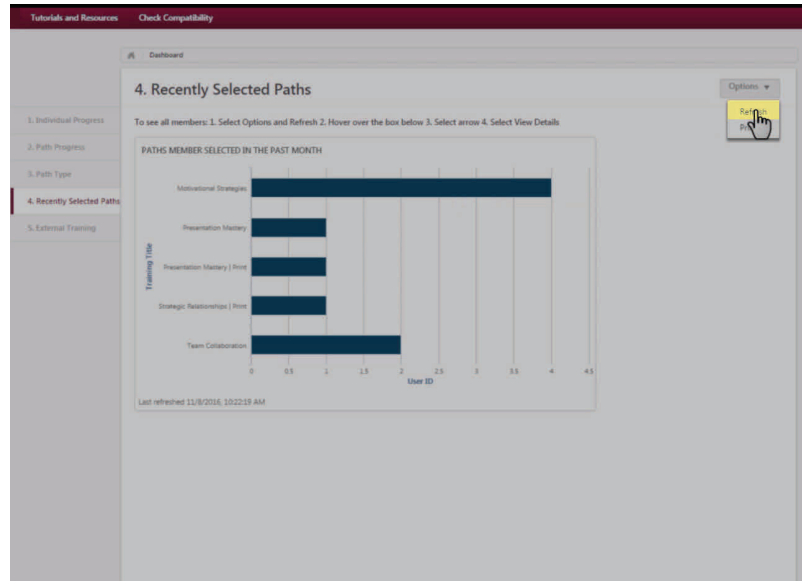 Tutorials and Resources Check Compatibility
Dashboard
4. Recently Selected Paths
Options
Refresh
1. Individual Progress
2. Path Progress
3. Path Type
4. Recently Selected Paths
5. External Training
To see all members: 1. Select Options and Refresh 2. Hover over the box below 3. Select arrow 4. Select View Details
PATHS MEMBER SELECTED IN THE PAST MONTH
Training Title
Motivational Strategies
Presentation Mastery
Presentation Mastery | Print
Strategic Relationships | Print
Team Collaboration
0 0.5 1 1.5 2 2.5 3 3.5 4 4.5
User ID
Last refreshed 11/8/2016, 10:22:19 AM